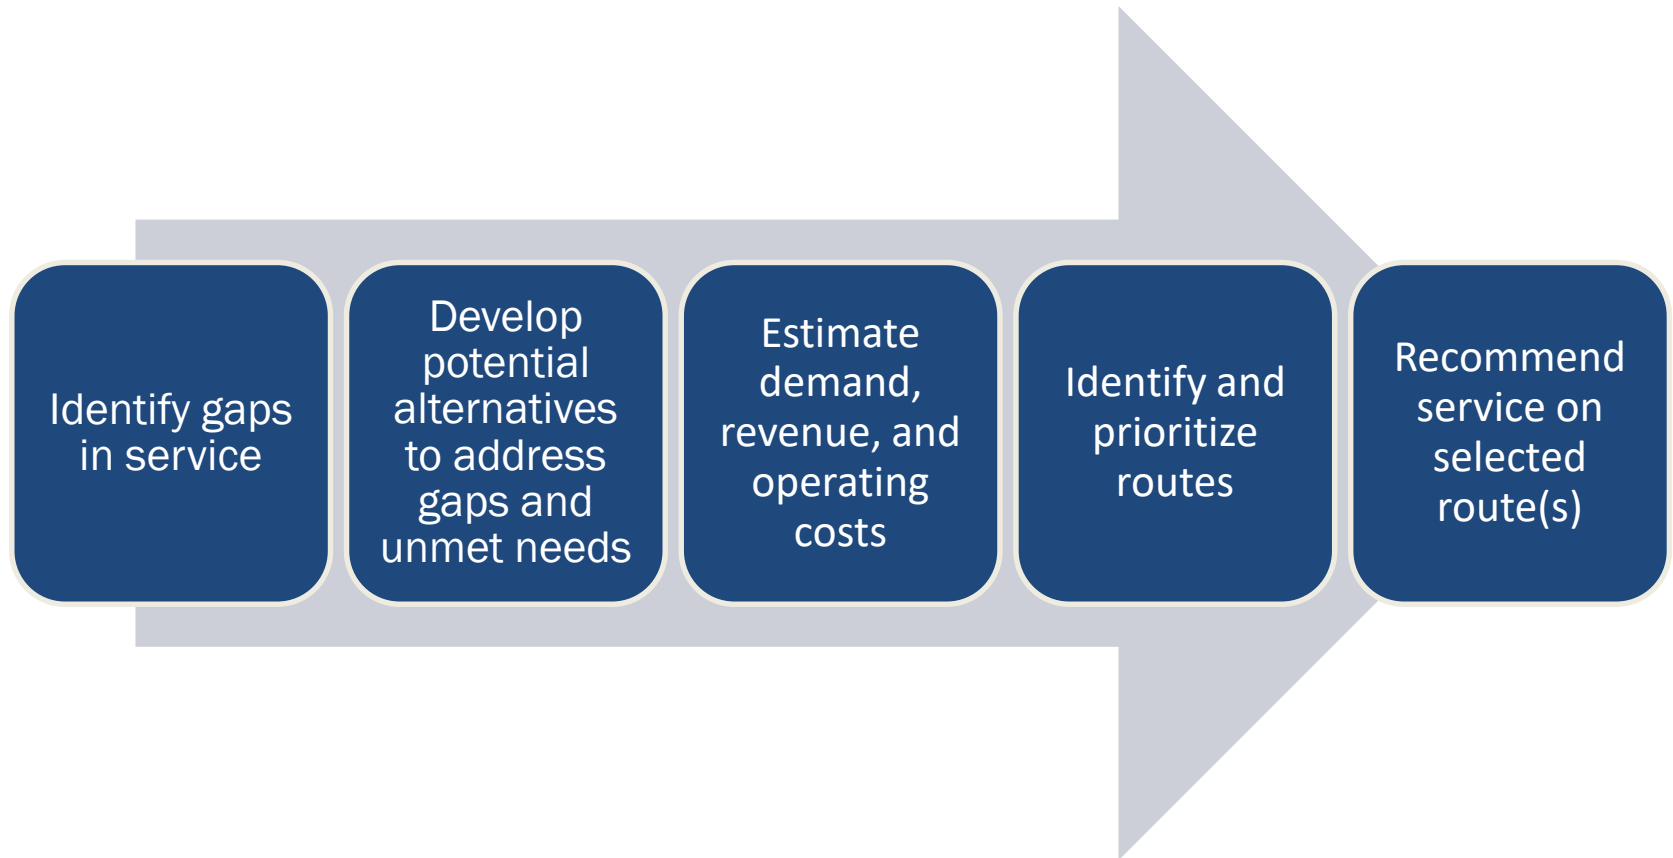 Identify gaps
in service
Develop
potential
alternatives
to address
gaps and
unmet needs
Estimate
demand,
revenue, and
operating
costs
Identify and
prioritize
routes
Recommend
service on
selected
route(s)